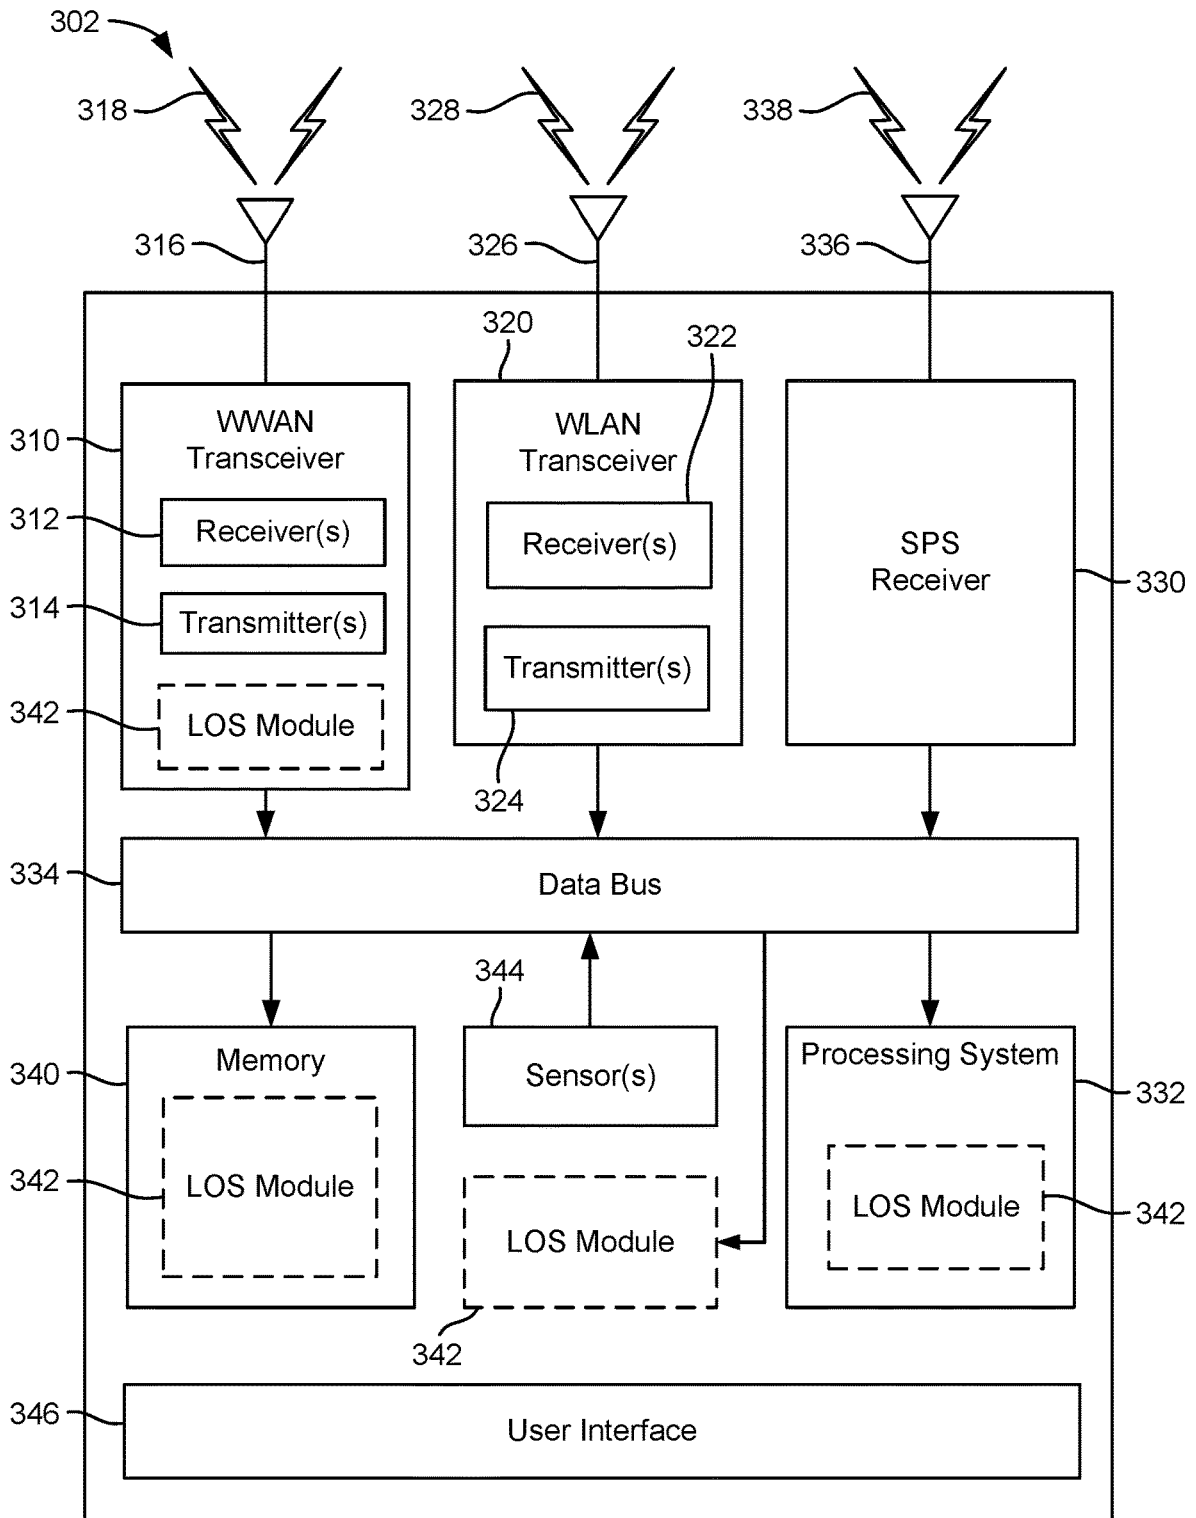 302
318
328
338
316
326
336
320
322
310
WWAN
Transceiver
WLAN
Transceiver
312
Receiver(s)
Receiver(s)
SPS
Receiver
330
314
Transmitter(s)
Transmitter(s)
342
LOS Module
324
334
Data Bus
344
340
Memory
Sensor(s)
Processing System
332
342
LOS Module
LOS Module
LOS Module
342
342
346
User Interface